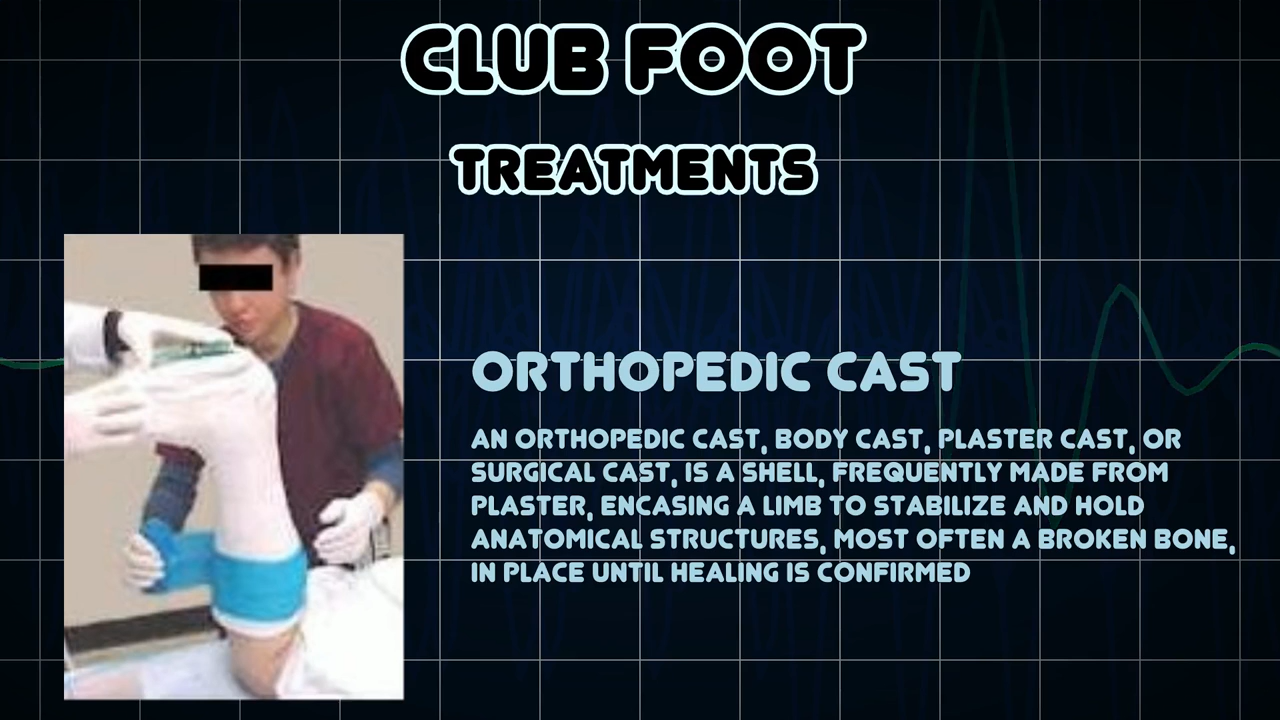 CLUB FOOT
TREATMENTS
ORTHOPEDIC CAST
AN ORTHOPEDIC CAST, BODY CAST, PLASTER CAST, OR
SURGICAL CAST, IS A SHELL, FREQUENTLY MADE FROM
PLASTER, ENCASING A LIMB TO STABILIZE AND HOLD
ANATOMICAL STRUCTURES, MOST OFTEN A BROKEN BONE,
IN PLACE UNTIL HEALING IS CONFIRMED